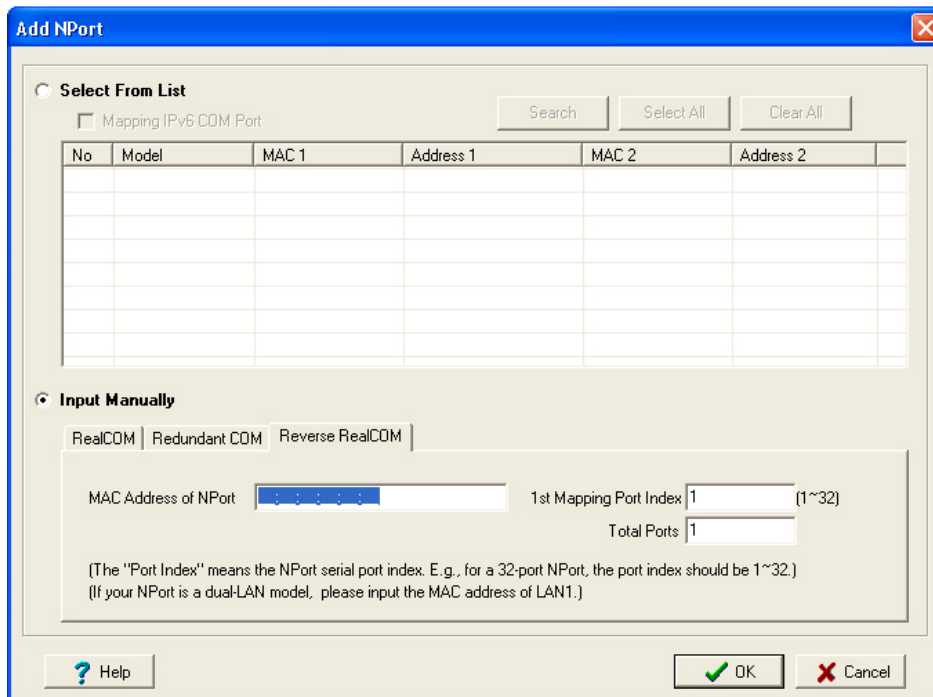 Add NPort
Select From List
Mapping IPv6 COM Port
Search Select All Clear All
No Model MAC 1 Address 1 MAC 2 Address 2
Input Manually
RealCOM Redundant COM Reverse RealCOM
MAC Address of NPort : : : : : 1st Mapping Port Index 1 (1~32)
Total Ports 1
(The "Port Index" means the NPort serial port index. E.g., for a 32-port NPort, the port index should be 1~32.)
(If your NPort is a dual-LAN model, please input the MAC address of LAN1.)
? Help OK Cancel